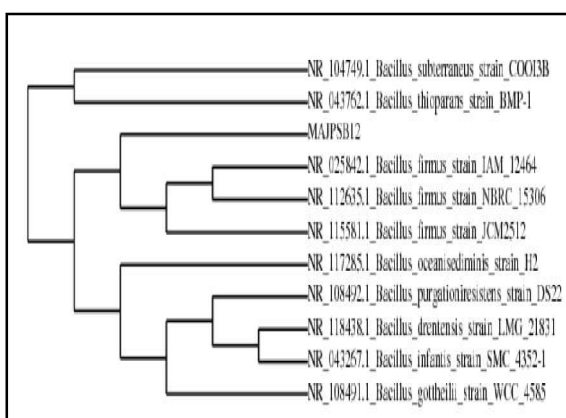 NR_104749.1_Bacillus_subterraneus_strain_COOI3B
NR_043762.1_Bacillus_thioparans_strain_BMP-1
MAJPSB12
NR_025842.1_Bacillus_firmus_strain_IAM_12464
NR_112635.1_Bacillus_firmus_strain_NBRC_15306
NR_115581.1_Bacillus_firmus_strain_JCM2512
NR_117285.1_Bacillus_oceanisediminis_strain_H2
NR_108492.1_Bacillus_purgationiresistens_strain_DS22
NR_118438.1_Bacillus_drentensis_strain_LMG_21831
NR_043267.1_Bacillus_infantis_strain_SMC_4352-1
NR_108491.1_Bacillus_gottheilii_strain_WCC_4585